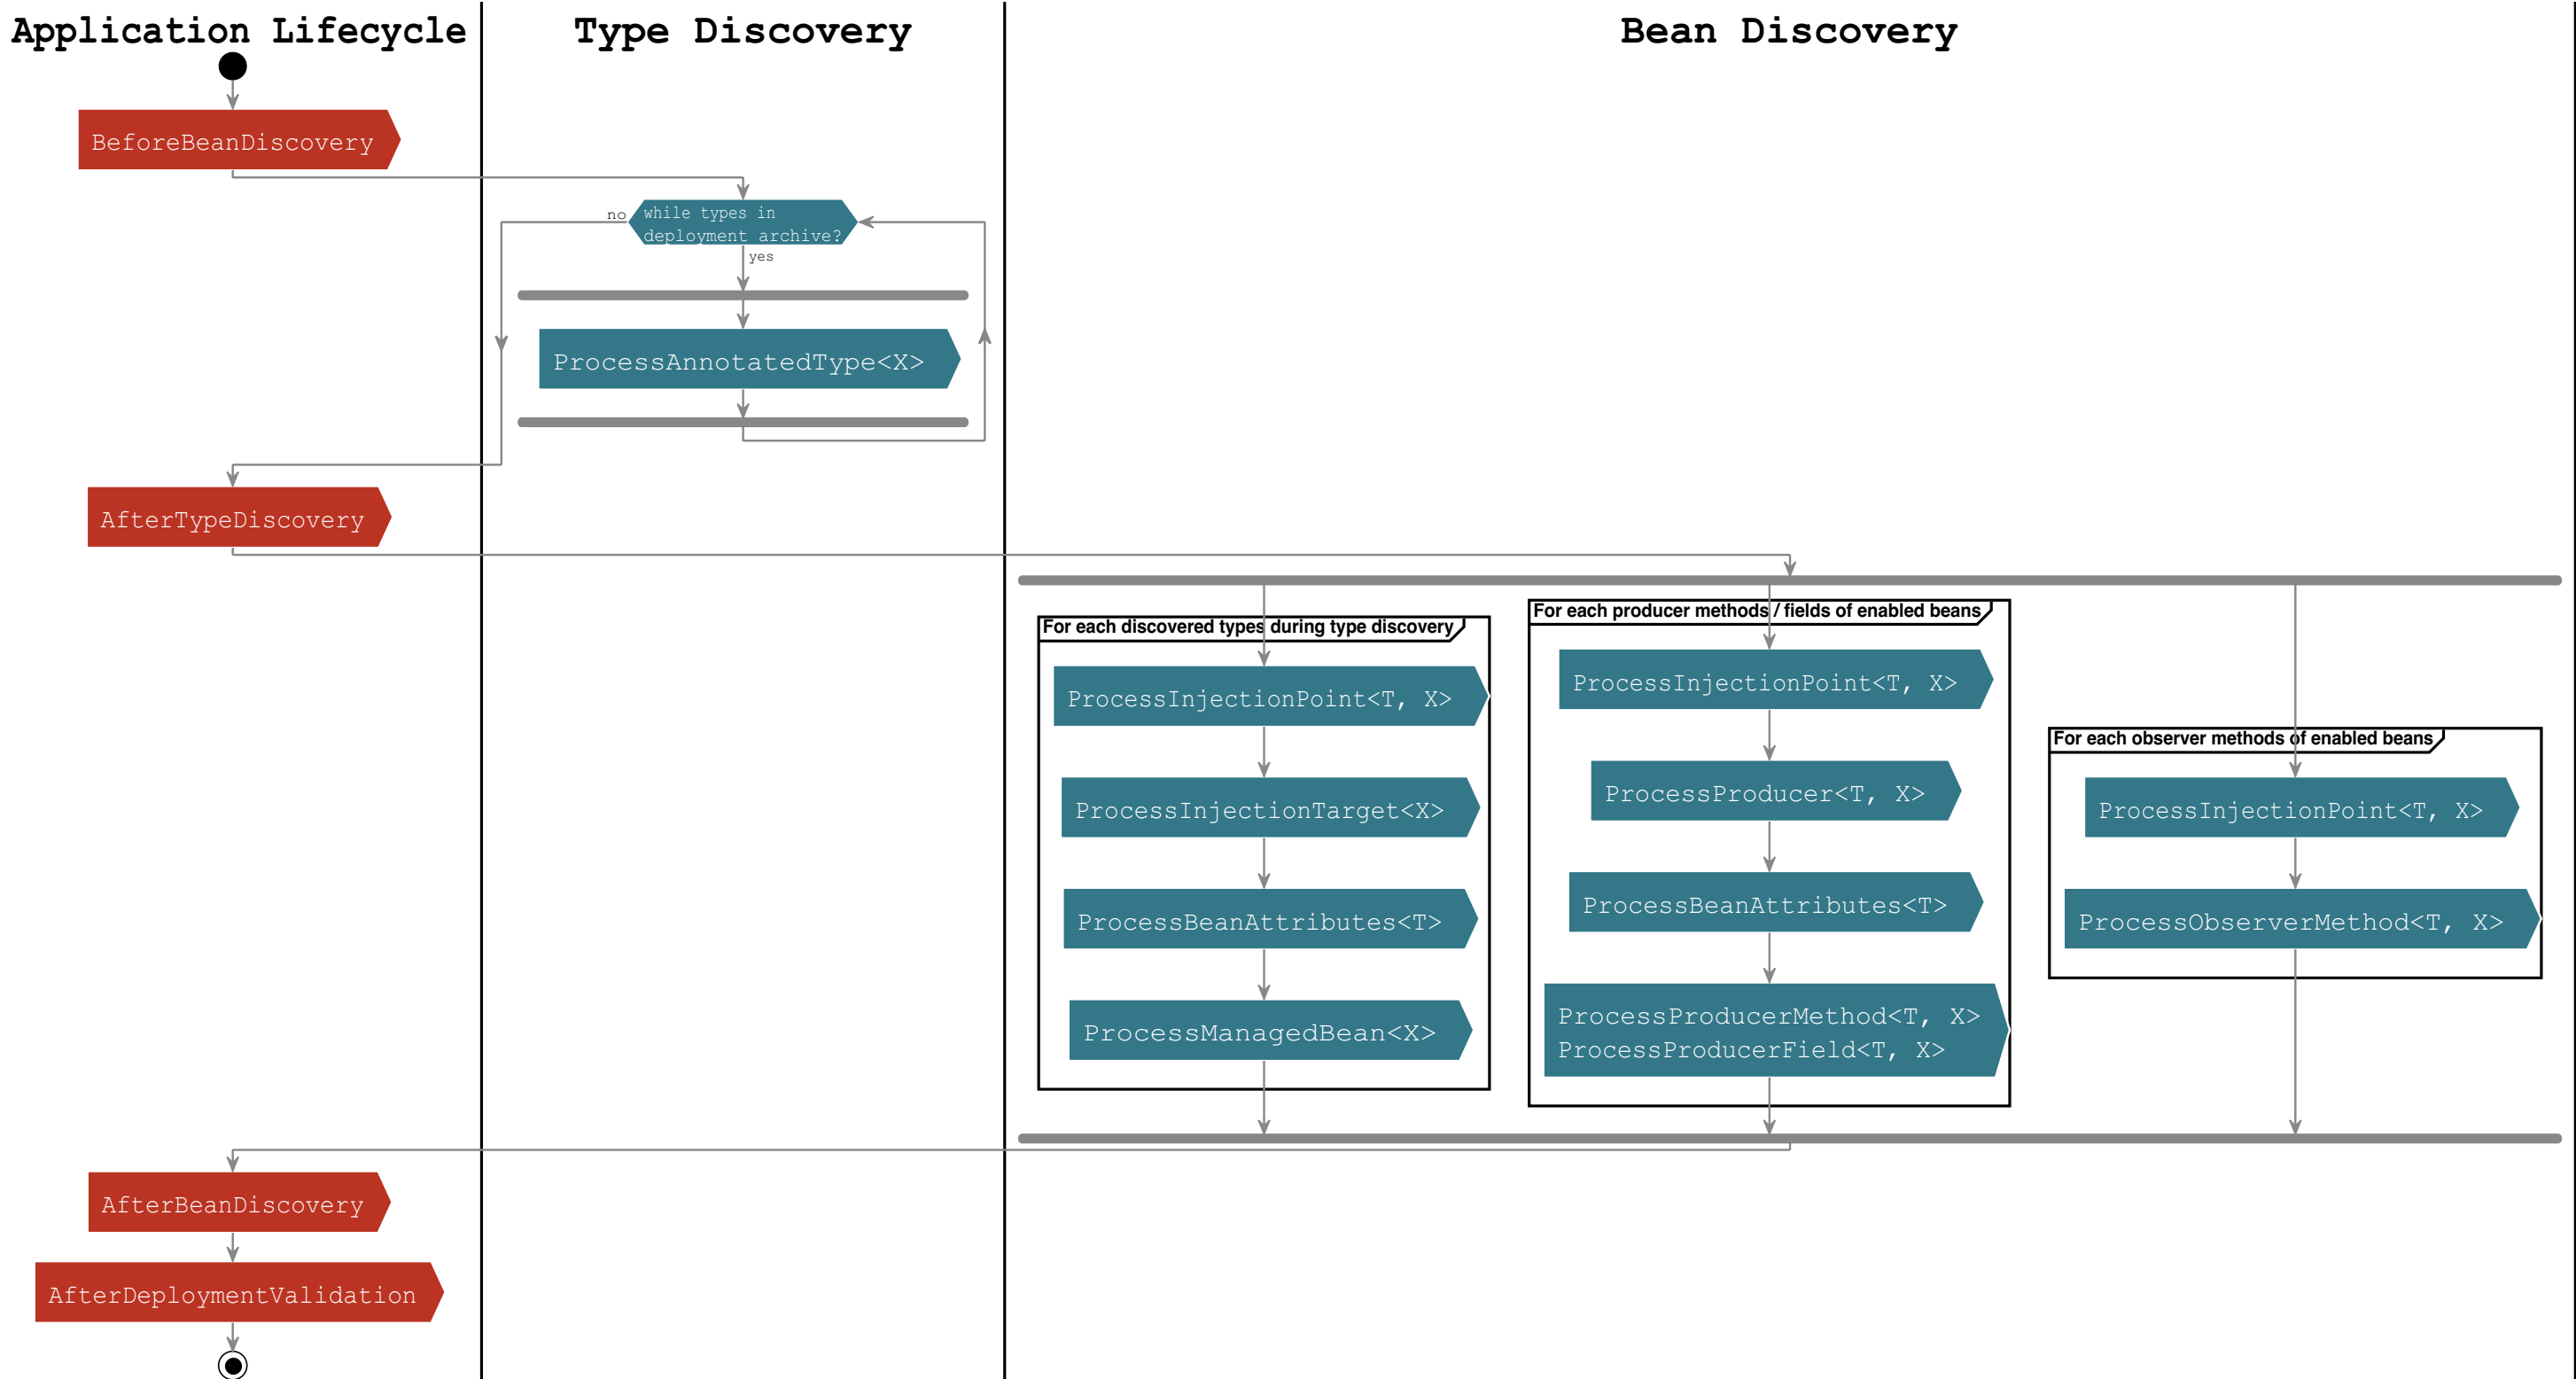 Application Lifecycle
Type Discovery
Bean Discovery
BeforeBeanDiscovery
no
while types in
deployment archive?
yes
ProcessAnnotatedType<X>
AfterTypeDiscovery
For each discovered types during type discovery
ProcessInjectionPoint<T, X>
ProcessInjectionTarget<X>
ProcessBeanAttributes<T>
ProcessManagedBean<X>
For each producer methods / fields of enabled beans
ProcessInjectionPoint<T, X>
ProcessProducer<T, X>
ProcessBeanAttributes<T>
ProcessProducerMethod<T, X>
ProcessProducerField<T, X>
For each observer methods of enabled beans
ProcessInjectionPoint<T, X>
ProcessObserverMethod<T, X>
AfterBeanDiscovery
AfterDeploymentValidation